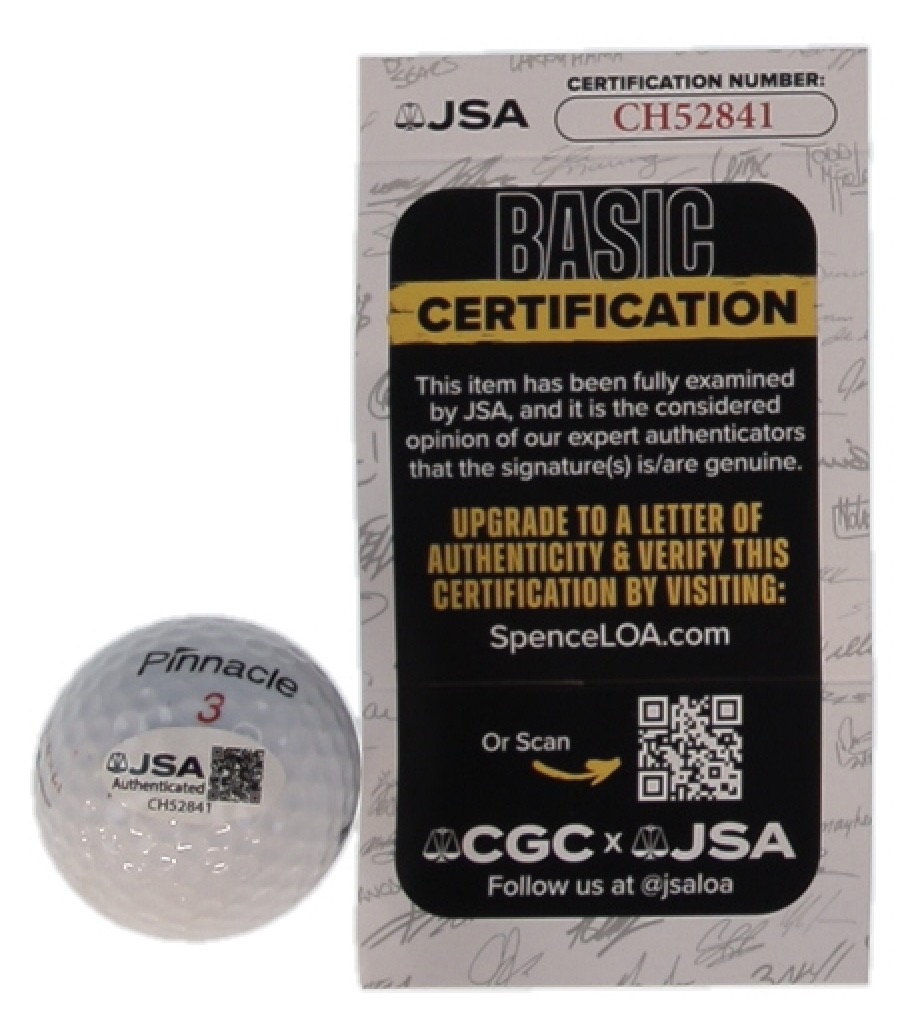 JSA
CERTIFICATION NUMBER:
CH52841
BASIC
CERTIFICATION
This item has been fully examined
by JSA, and it is the considered
opinion of our expert authenticators
that the signature(s) is/are genuine.
UPGRADE TO A LETTER OF
AUTHENTICITY & VERIFY THIS
CERTIFICATION BY VISITING:
SpenceLOA.com
Or Scan
CGC x JSA
Follow us at @jsaloa
Pinnacle
3
JSA
Authenticated
CH52841